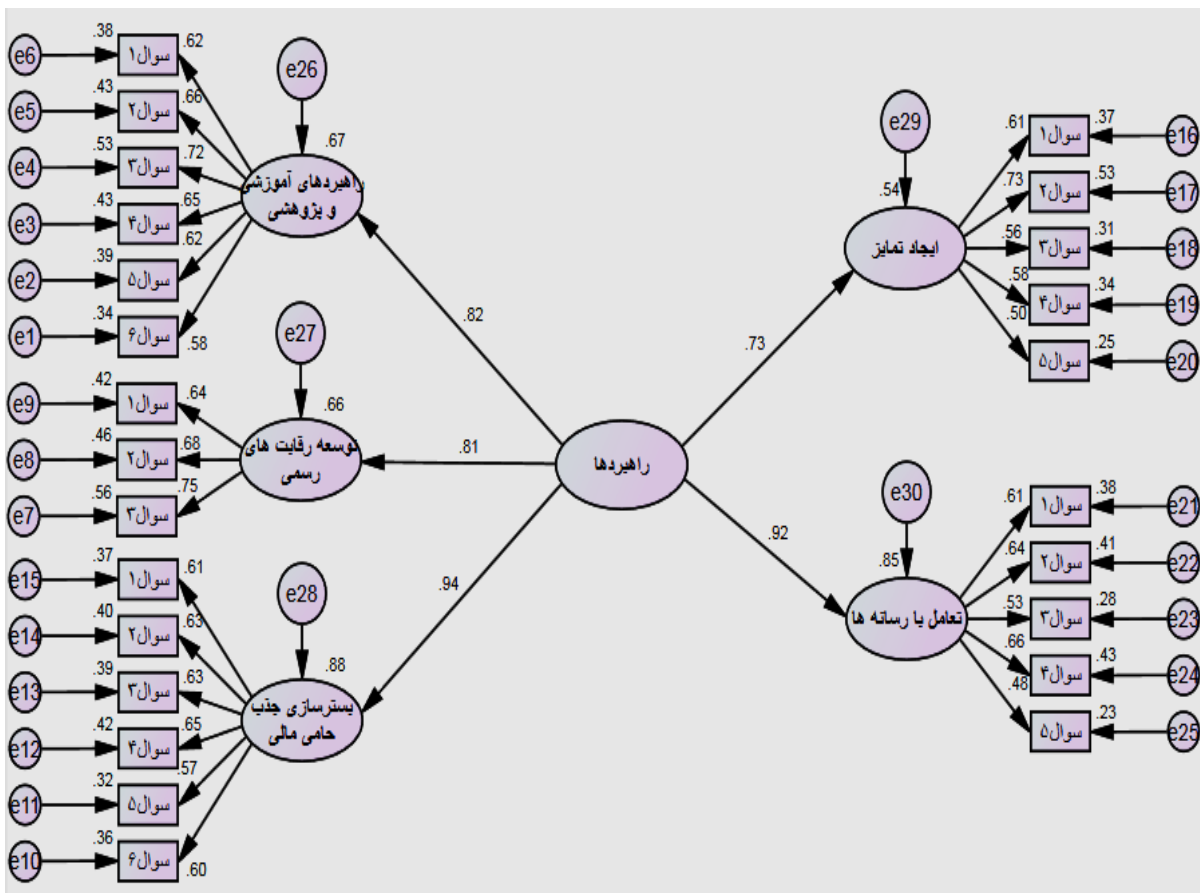 e6 .38 سوال۱ .62
e5 .43 سوال۲ .66
e4 .53 سوال۳ .72
e3 .43 سوال۴ .65
e2 .39 سوال۵ .62
e1 .34 سوال۶ .58
e26
.67
راهبردهای آموزشی
و پژوهشی
.82
e9 .42 سوال۱ .64
e8 .46 سوال۲ .68
e7 .56 سوال۳ .75
e27
.66
توسعه رقابت های
رسمی
.81
e15 .37 سوال۱ .61
e14 .40 سوال۲ .63
e13 .39 سوال۳ .63
e12 .42 سوال۴ .65
e11 .32 سوال۵ .57
e10 .36 سوال۶ .60
e28
.88
بسترسازی جذب
حامی مالی
.94
راهبردها
e29
.54
ایجاد تمایز
.73
.61 سوال۱ .37 e16
.73 سوال۲ .53 e17
.56 سوال۳ .31 e18
.58 سوال۴ .34 e19
.50 سوال۵ .25 e20
e30
.85
تعامل با رسانه ها
.92
.61 سوال۱ .38 e21
.64 سوال۲ .41 e22
.53 سوال۳ .28 e23
.66 سوال۴ .43 e24
.48 سوال۵ .23 e25